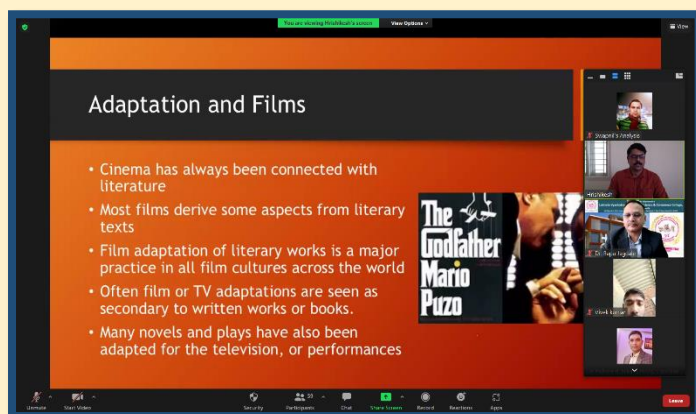 You are viewing Hrishikesh's screen
View Options
View
Adaptation and Films
• Cinema has always been connected with
literature
• Most films derive some aspects from literary
texts
• Film adaptation of literary works is a major
practice in all film cultures across the world
• Often film or TV adaptations are seen as
secondary to written works or books.
• Many novels and plays have also been
adapted for the television, or performances
The
Godfather
Mario
Puzo
Swapnil's Analysis
Hrishikesh
Vivek kumar
Unmute
Start Video
Security
Participants
Chat
Share Screen
Record
Reactions
Apps
Leave